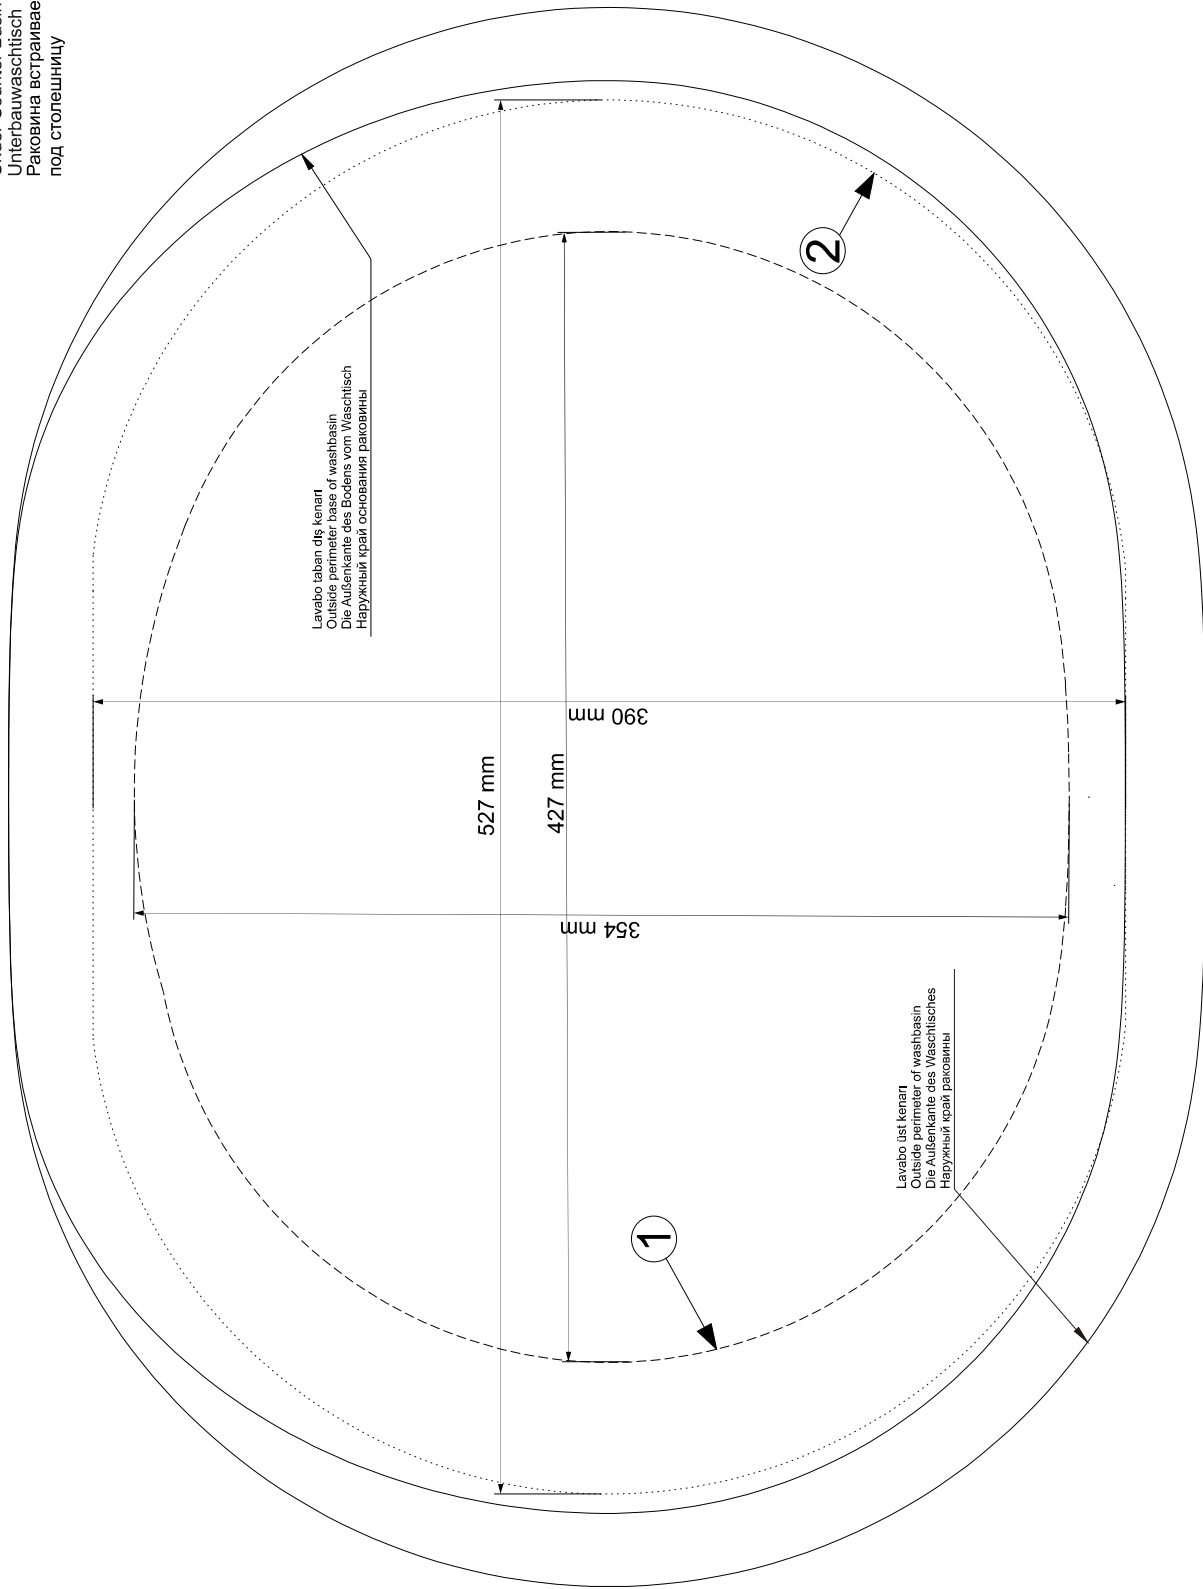 Unterbauwaschtisch
Раковина встраивае
под столешницу
Lavabo taban dış kenarı
Outside perimeter base of washbasin
Die Außenkante des Bodens vom Waschtisch
Наружный край основания раковины
2
390 mm
527 mm
427 mm
354 mm
1
Lavabo üst kenarı
Outside perimeter of washbasin
Die Außenkante des Waschtisches
Наружный край раковины